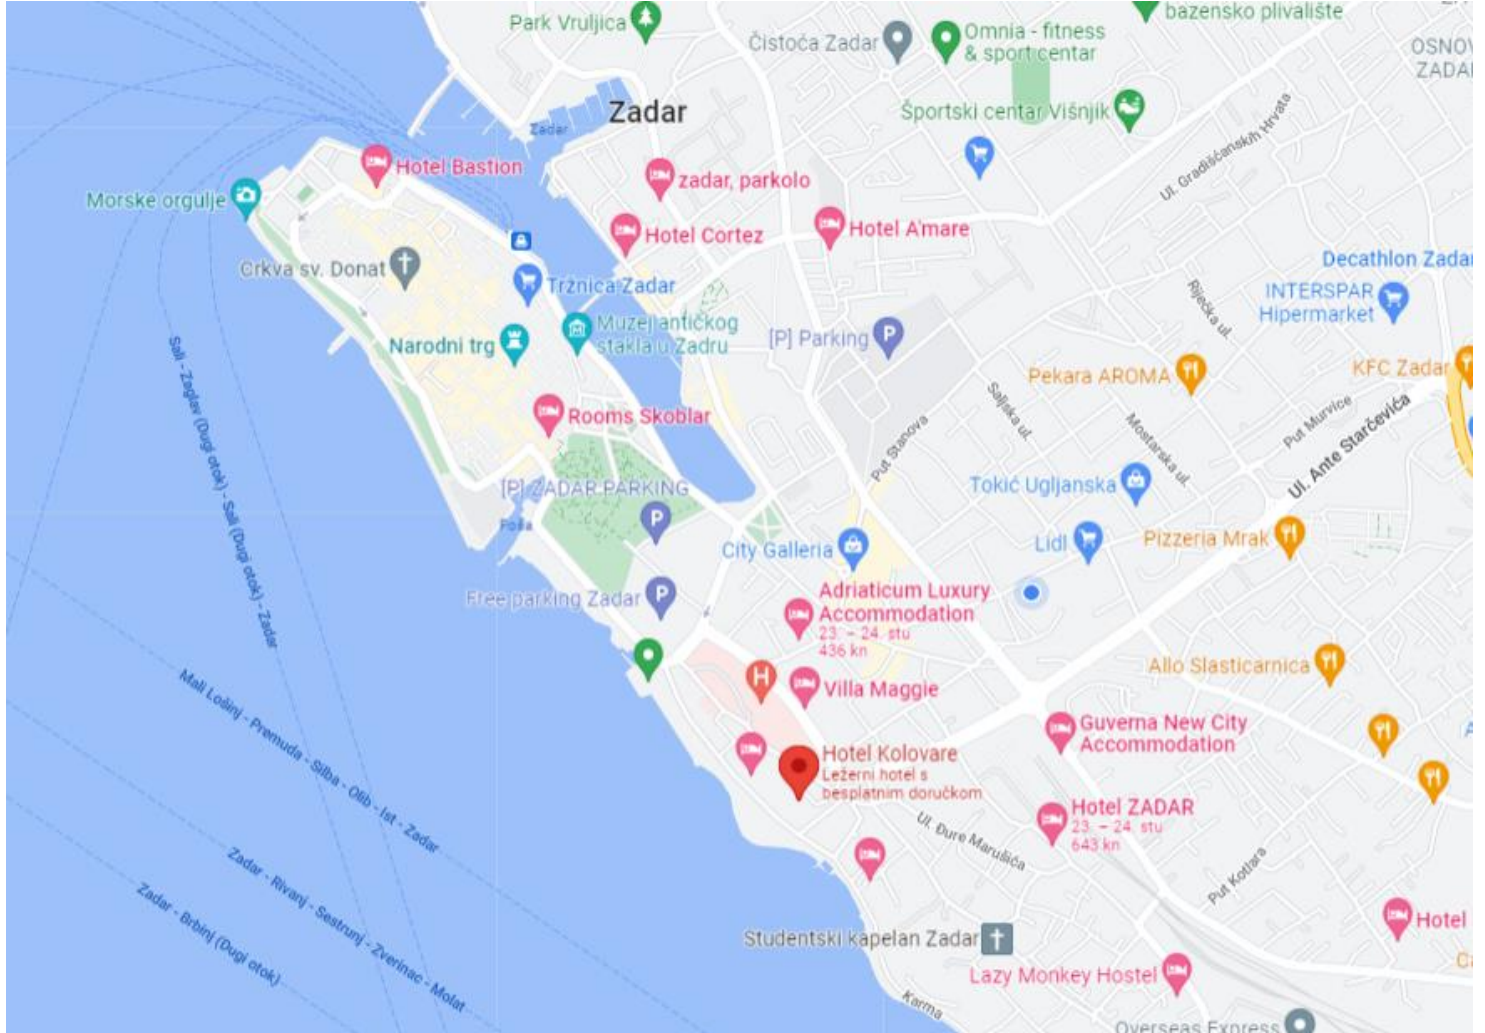 Park Vruljica
Čistoća Zadar
Omnia - fitness
& sport centar
bazensko plivalište
OSNOV
ZADAR
Zadar
Zadar
Športski centar Višnjik
Ul. Gradišćanskih Hrvata
Hotel Bastion
Morske orgulje
zadar, parkolo
Hotel Cortez
Hotel A'mare
Crkva sv. Donat
Tržnica Zadar
Decathlon Zadar
INTERSPAR
Hipermarket
Riječka ul.
Muzej antičkog
stakla u Zadru
Narodni trg
[P] Parking
Pekara AROMA
KFC Zadar
Saljska ul.
Put Murvice
Ul. Ante Starčevića
Rooms Skoblar
Put Stanova
Mostarska ul.
[P] ZADAR PARKING
Tokić Ugljanska
Foša
City Galleria
Lidl
Pizzeria Mrak
Sali - Zaglav (Dugi otok) - Sali (Dugi otok) - Zadar
Free parking Zadar
Adriaticum Luxury
Accommodation
23. – 24. stu
436 kn
Allo Slasticarnica
H
Villa Maggie
Mali Lošinj - Premuda - Silba - Olib - Ist - Zadar
Guverna New City
Accommodation
Hotel Kolovare
Ležerni hotel s
besplatnim doručkom
Hotel ZADAR
23. – 24. stu
643 kn
Ul. Đure Marušića
Zadar - Rivanj - Sestrunj - Zverinac - Molat
Zadar - Brbinj (Dugi otok)
Put Kotlara
Hotel
Studentski kapelan Zadar
Lazy Monkey Hostel
Karma
Overseas Express